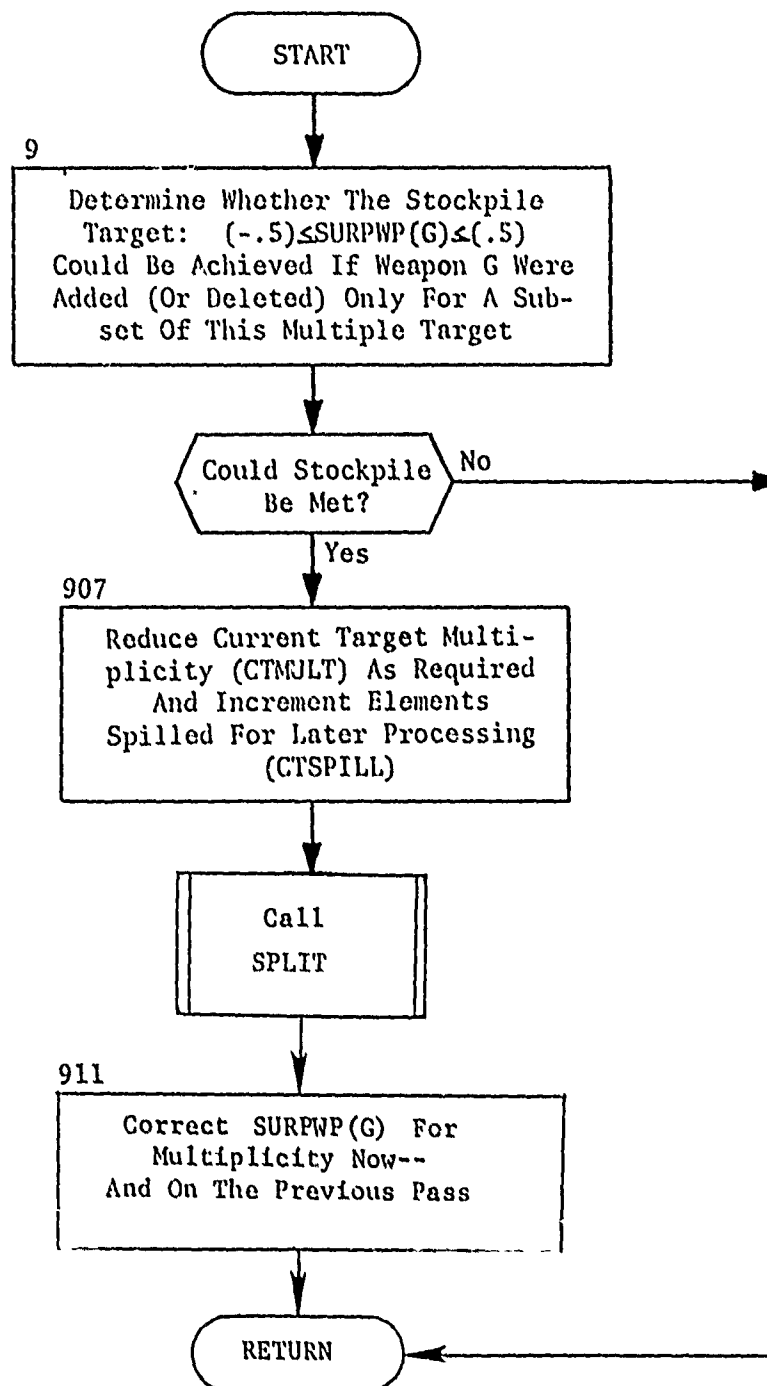 START
9
Determine Whether The Stockpile
Target: (-.5)≤SURPWP(G)≤(.5)
Could Be Achieved If Weapon G Were
Added (Or Deleted) Only For A Sub-
set Of This Multiple Target
Could Stockpile
Be Met?
No
Yes
907
Reduce Current Target Multi-
plicity (CTMULT) As Required
And Increment Elements
Spilled For Later Processing
(CTSPILL)
Call
SPLIT
911
Correct SURPWP(G) For
Multiplicity Now--
And On The Previous Pass
RETURN